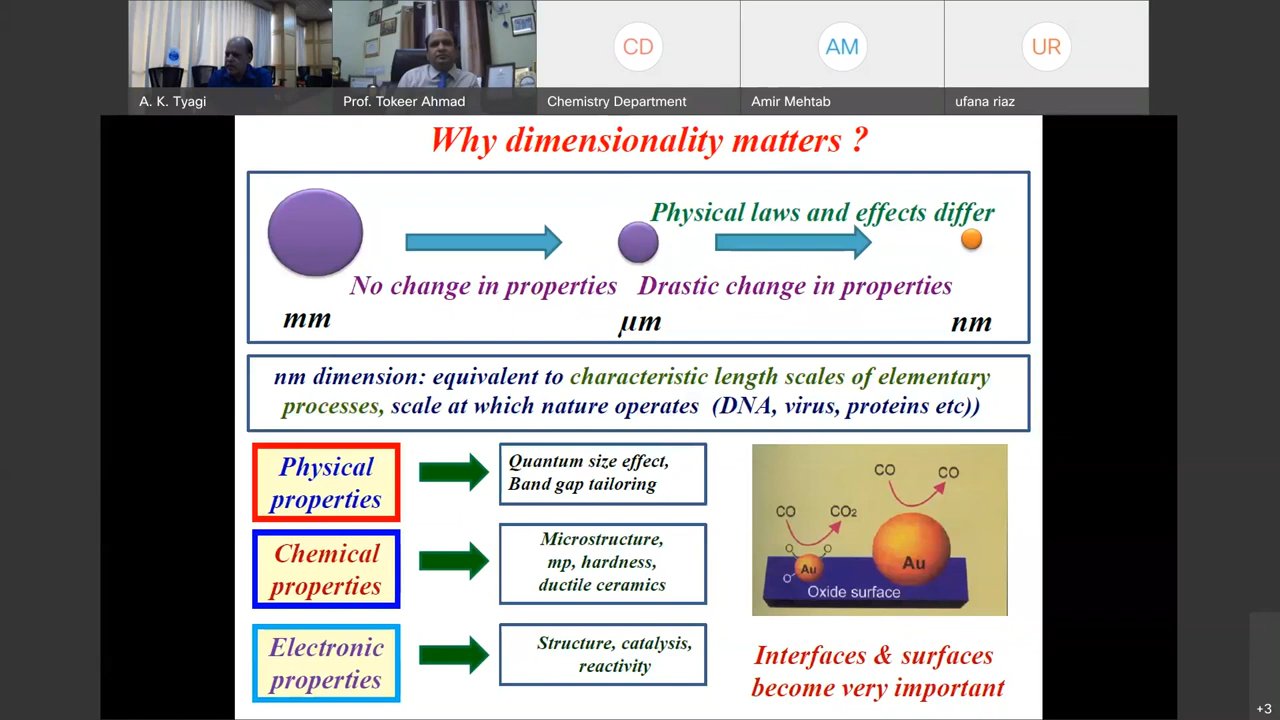 CD
AM
UR
A. K. Tyagi
Prof. Tokeer Ahmad
Chemistry Department
Amir Mehtab
ufana riaz
Why dimensionality matters ?
Physical laws and effects differ
No change in properties
Drastic change in properties
mm
µm
nm
nm dimension: equivalent to characteristic length scales of elementary
processes, scale at which nature operates (DNA, virus, proteins etc))
Physical
properties
Quantum size effect,
Band gap tailoring
Chemical
properties
Microstructure,
mp, hardness,
ductile ceramics
Electronic
properties
Structure, catalysis,
reactivity
CO
CO
CO
CO2
O
O
O
Au
Au
Oxide surface
Interfaces & surfaces
become very important
+3